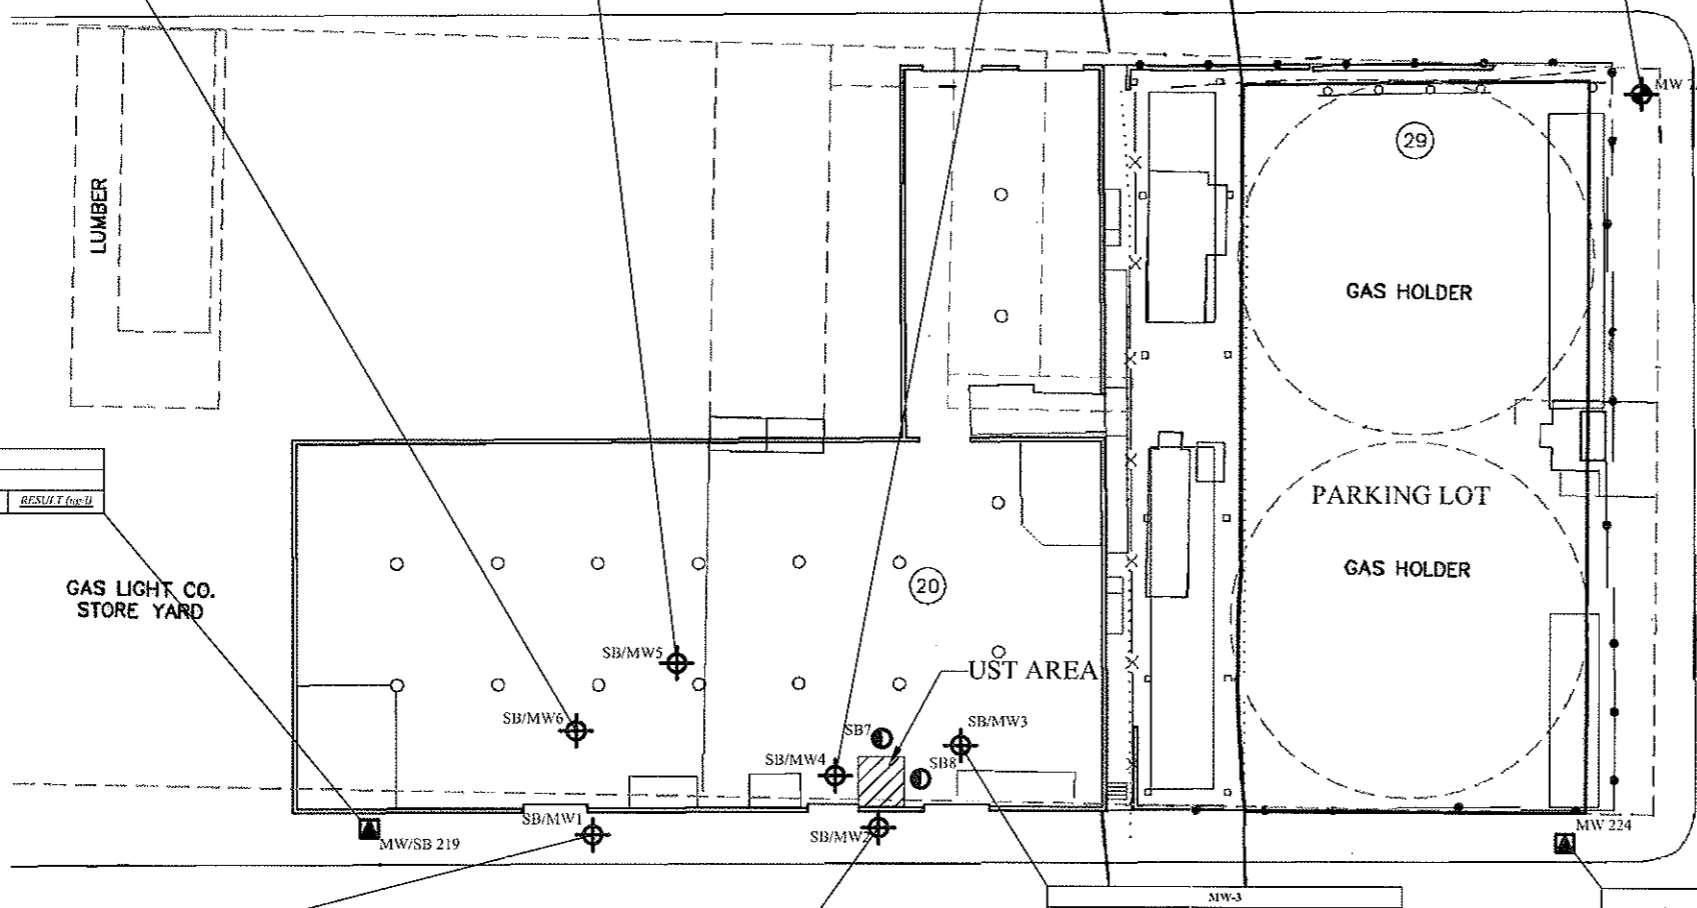 MW
29
LUMBER
GAS HOLDER
RESULT (ug/l)
PARKING LOT
GAS HOLDER
GAS LIGHT CO.
STORE YARD
20
SB/MW5
UST AREA
SB/MW6
SB7
SB/MW3
SB/MW4
SB8
SB/MW1
SB/MW2
MW/SB 219
MW 224
MW-3